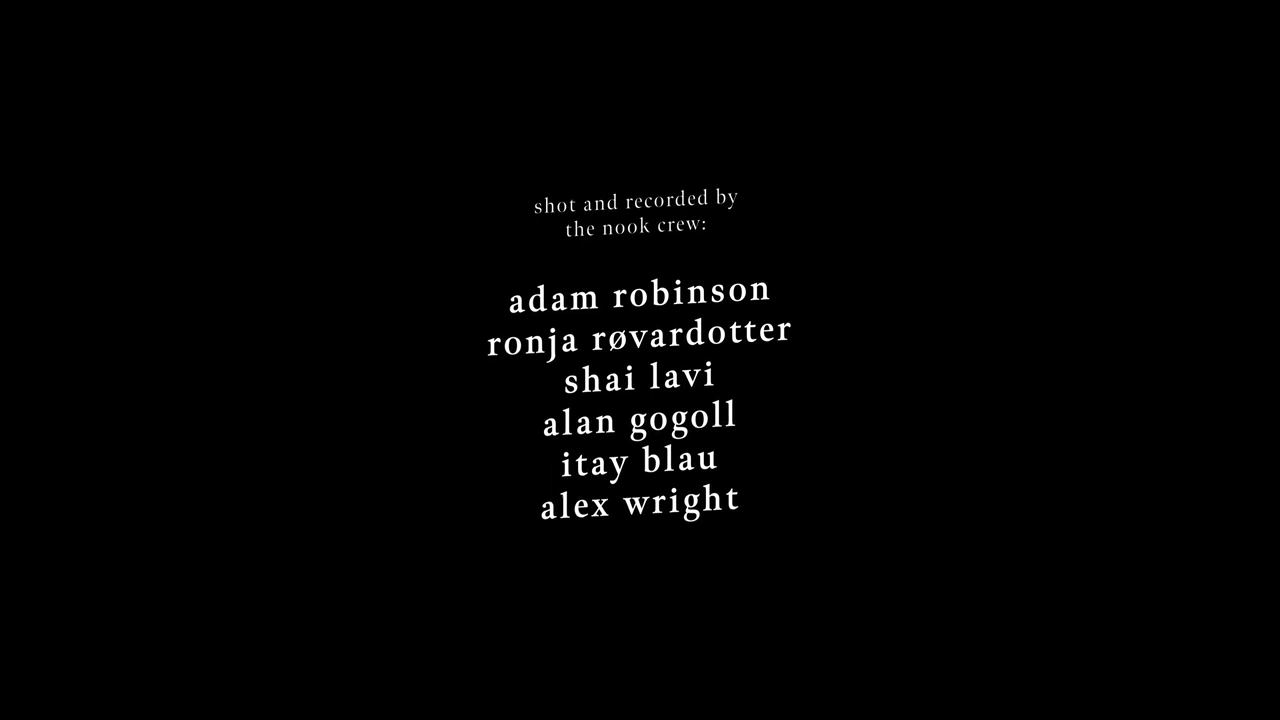 shot and recorded by
the nook crew:
adam robinson
ronja røvardotter
shai lavi
alan gogoll
itay blau
alex wright